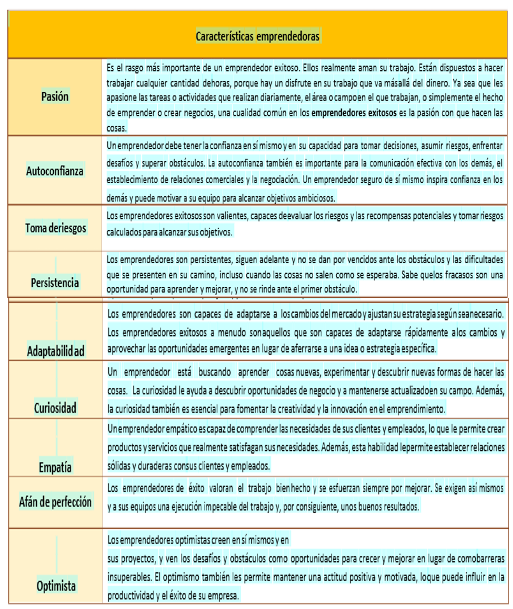 Características emprendedoras
Pasión
Es el rasgo más importante de un emprendedor exitoso. Ellos realmente aman su trabajo. Están dispuestos a hacer
trabajar cualquier cantidad dehoras, porque hay un disfrute en su trabajo que va másallá del dinero. Ya sea que les
apasione las tareas o actividades que realizan diariamente, el área o campoen el que trabajan, o simplemente el hecho
de emprender o crear negocios, una cualidad común en los emprendedores exitosos es la pasión con que hacen las
cosas.
Autoconfianza
Un emprendedor debe tener la confianza en sí mismo y en su capacidad para tomar decisiones, asumir riesgos, enfrentar
desafíos y superar obstáculos. La autoconfianza también es importante para la comunicación efectiva con los demás, el
establecimiento de relaciones comerciales y la negociación. Un emprendedor seguro de sí mismo inspira confianza en los
demás y puede motivar a su equipo para alcanzar objetivos ambiciosos.
Toma deriesgos
Los emprendedores exitosos son valientes, capaces deevaluar los riesgos y las recompensas potenciales y tomar riesgos
calculados para alcanzar sus objetivos.
Persistencia
Los emprendedores son persistentes, siguen adelante y no se dan por vencidos ante los obstáculos y las dificultades
que se presenten en su camino, incluso cuando las cosas no salen como se esperaba. Sabe quelos fracasos son una
oportunidad para aprender y mejorar, y no se rinde ante el primer obstáculo.
Adaptabilidad
Los emprendedores son capaces de adaptarse a loscambios del mercado y ajustan su estrategia según seanecesario.
Los emprendedores exitosos a menudo sonaquellos que son capaces de adaptarse rápidamente alos cambios y
aprovechar las oportunidades emergentes en lugar de aferrarse a una idea o estrategia específica.
Curiosidad
Un emprendedor está buscando aprender cosas nuevas, experimentar y descubrir nuevas formas de hacer las
cosas. La curiosidad le ayuda a descubrir oportunidades de negocio y a mantenerse actualizadoen su campo. Además,
la curiosidad también es esencial para fomentar la creatividad y la innovación en el emprendimiento.
Empatía
Un emprendedor empático es capaz de comprender las necesidades de sus clientes y empleados, lo que le permite crear
productos y servicios que realmente satisfagan sus necesidades. Además, esta habilidad lepermite establecer relaciones
sólidas y duraderas consus clientes y empleados.
Afán de perfección
Los emprendedores de éxito valoran el trabajo bien hecho y se esfuerzan siempre por mejorar. Se exigen así mismos
y a sus equipos una ejecución impecable del trabajo y, por consiguiente, unos buenos resultados.
Optimista
Los emprendedores optimistas creen en sí mismos y en
sus proyectos, y ven los desafíos y obstáculos como oportunidades para crecer y mejorar en lugar de comobarreras
insuperables. El optimismo también les permite mantener una actitud positiva y motivada, loque puede influir en la
productividad y el éxito de su empresa.